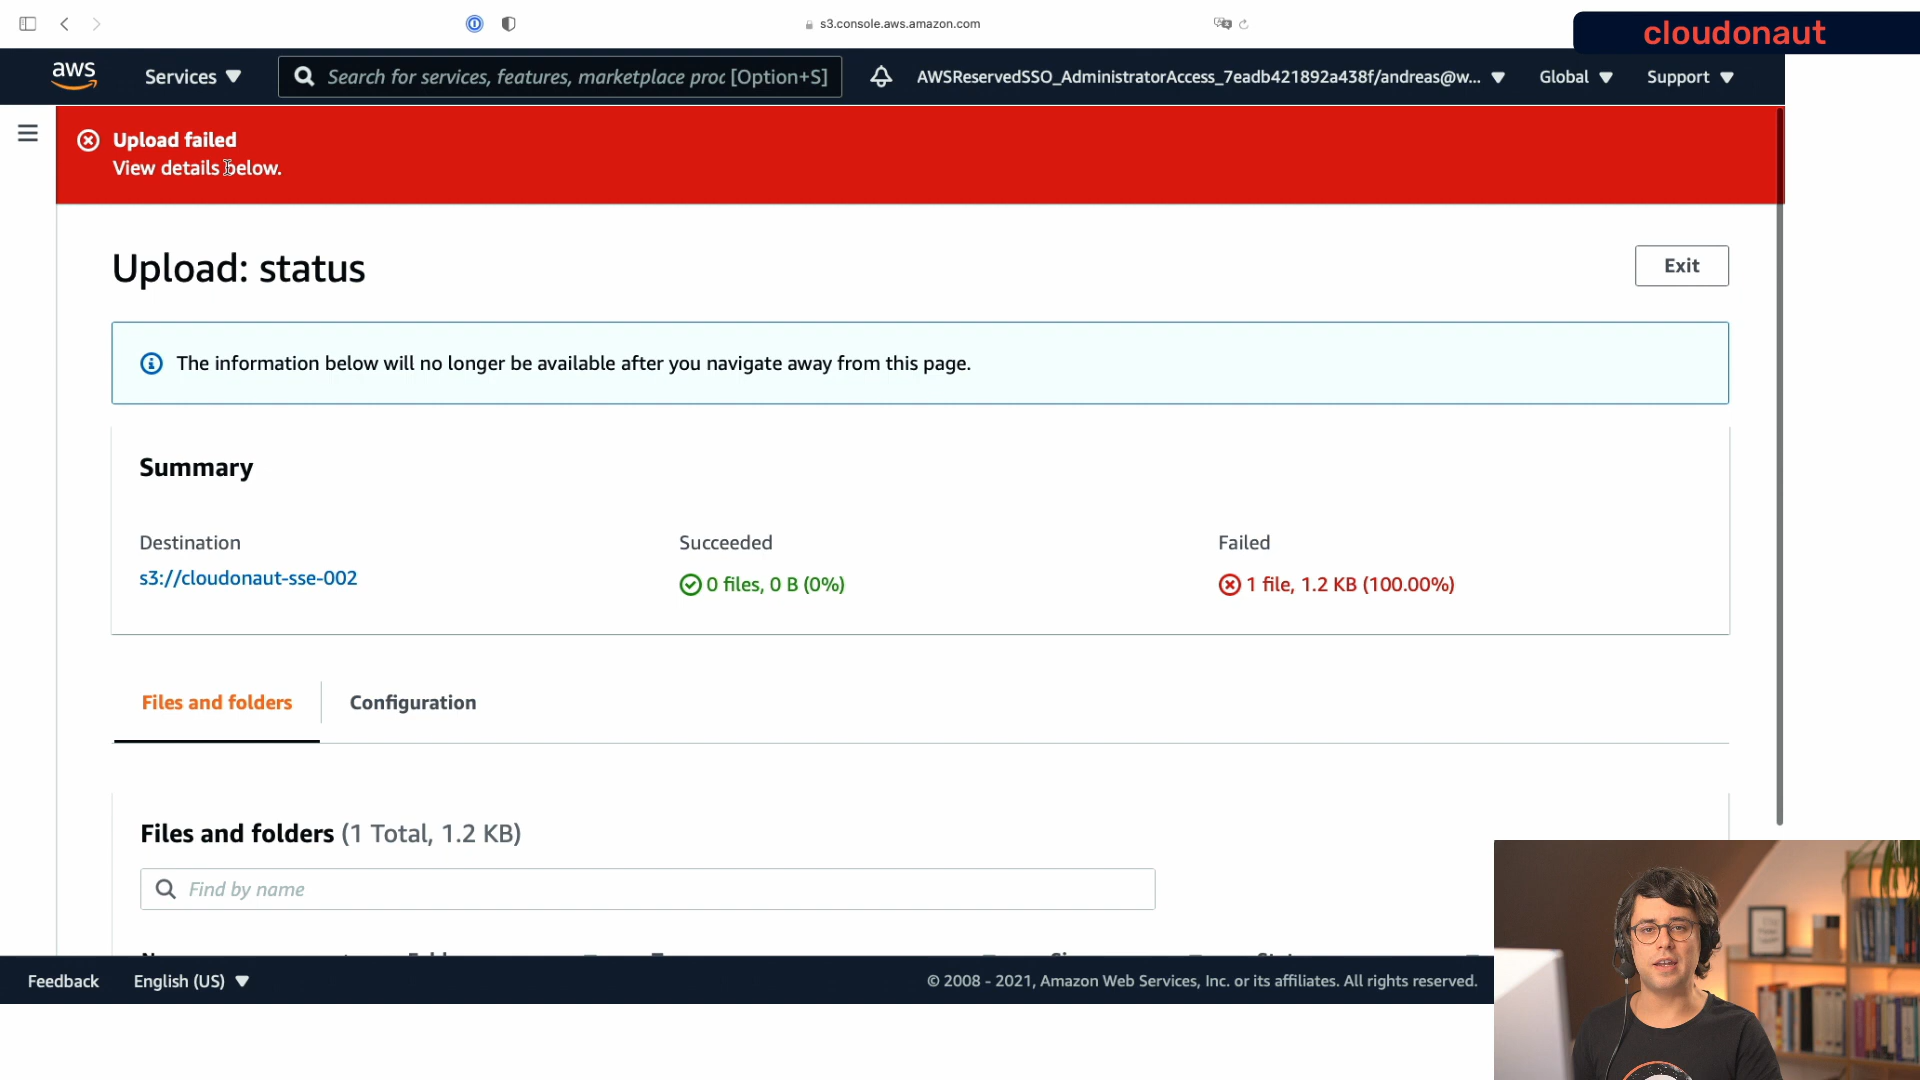 s3.console.aws.amazon.com
cloudonaut
aws
Services
Search for services, features, marketplace proc [Option+S]
AWSReservedSSO_AdministratorAccess_7eadb421892a438f/andreas@w...
Global
Support
Upload failed
View details below.
Upload: status
Exit
The information below will no longer be available after you navigate away from this page.
Summary
Destination
Succeeded
Failed
s3://cloudonaut-sse-002
0 files, 0 B (0%)
1 file, 1.2 KB (100.00%)
Files and folders
Configuration
Files and folders (1 Total, 1.2 KB)
Find by name
Feedback
English (US)
© 2008 - 2021, Amazon Web Services, Inc. or its affiliates. All rights reserved.